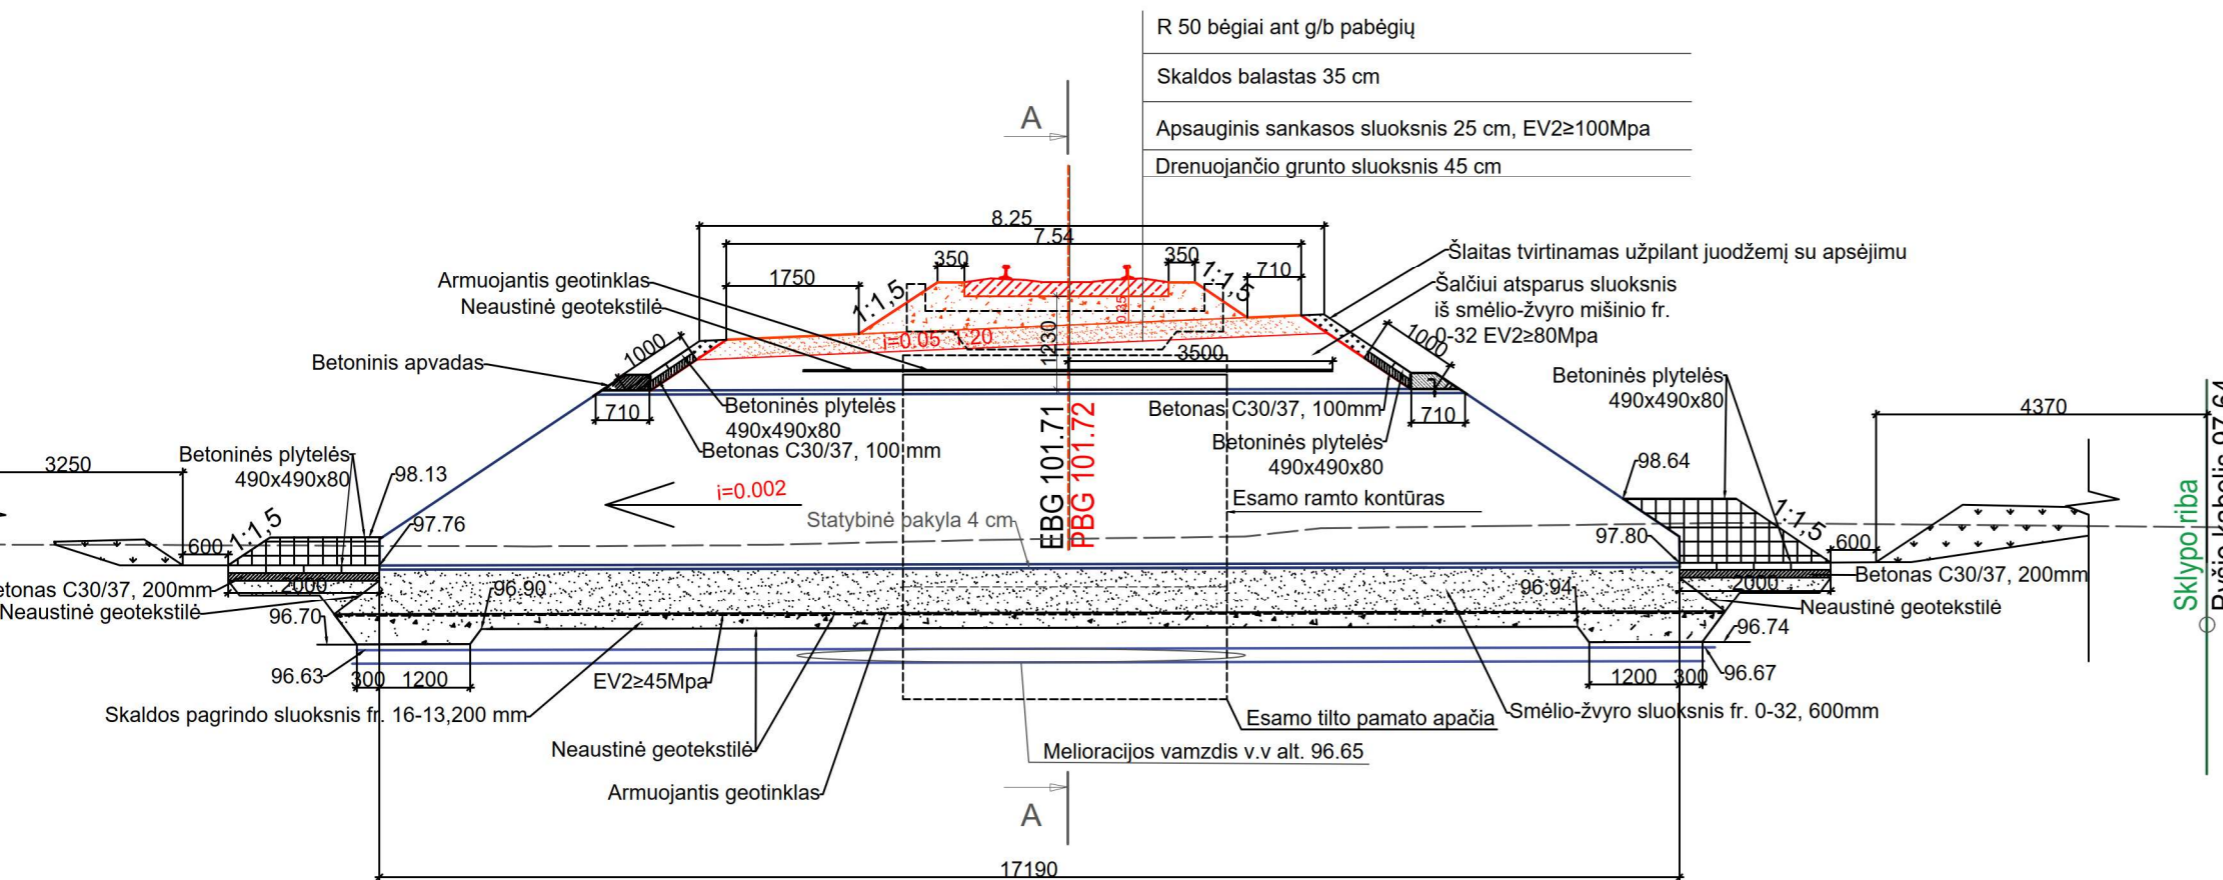 R 50 bėgiai ant g/b pabėgių
Skaldos balastas 35 cm
Apsauginis sankasos sluoksnis 25 cm, EV2≥100Mpa
Drenuojančio grunto sluoksnis 45 cm
A
8.25
7.54
350
350
1750
710
1:1,5
1:1,5
Armuojantis geotinklas
Neaustinė geotekstilė
Šlaitas tvirtinamas užpilant juodžemį su apsėjimu
Šalčiui atsparus sluoksnis
iš smėlio-žvyro mišinio fr.
0-32 EV2≥80Mpa
Betoninis apvadas
1000
1000
i=0.05
1230
3500
710
710
Betoninės plytelės
490x490x80
Betonas C30/37, 100 mm
Betonas C30/37, 100mm
Betoninės plytelės
490x490x80
Betoninės plytelės
490x490x80
4370
EBG 101.71
PBG 101.72
3250
Betoninės plytelės
490x490x80
98.13
98.64
i=0.002
Esamo ramto kontūras
Statybinė pakyla 4 cm
97.76
97.80
1:1,5
1:1,5
600
600
2000
2000
etonas C30/37, 200mm
Neaustinė geotekstilė
Betonas C30/37, 200mm
Neaustinė geotekstilė
96.90
96.94
96.70
96.74
96.63
96.67
300
1200
1200
300
EV2≥45Mpa
Skaldos pagrindo sluoksnis fr. 16-13,200 mm
Esamo tilto pamato apačia
Smėlio-žvyro sluoksnis fr. 0-32, 600mm
Neaustinė geotekstilė
Melioracijos vamzdis v.v alt. 96.65
Armuojantis geotinklas
A
17190
Sklypo riba
Ryšio kabelis 97.64